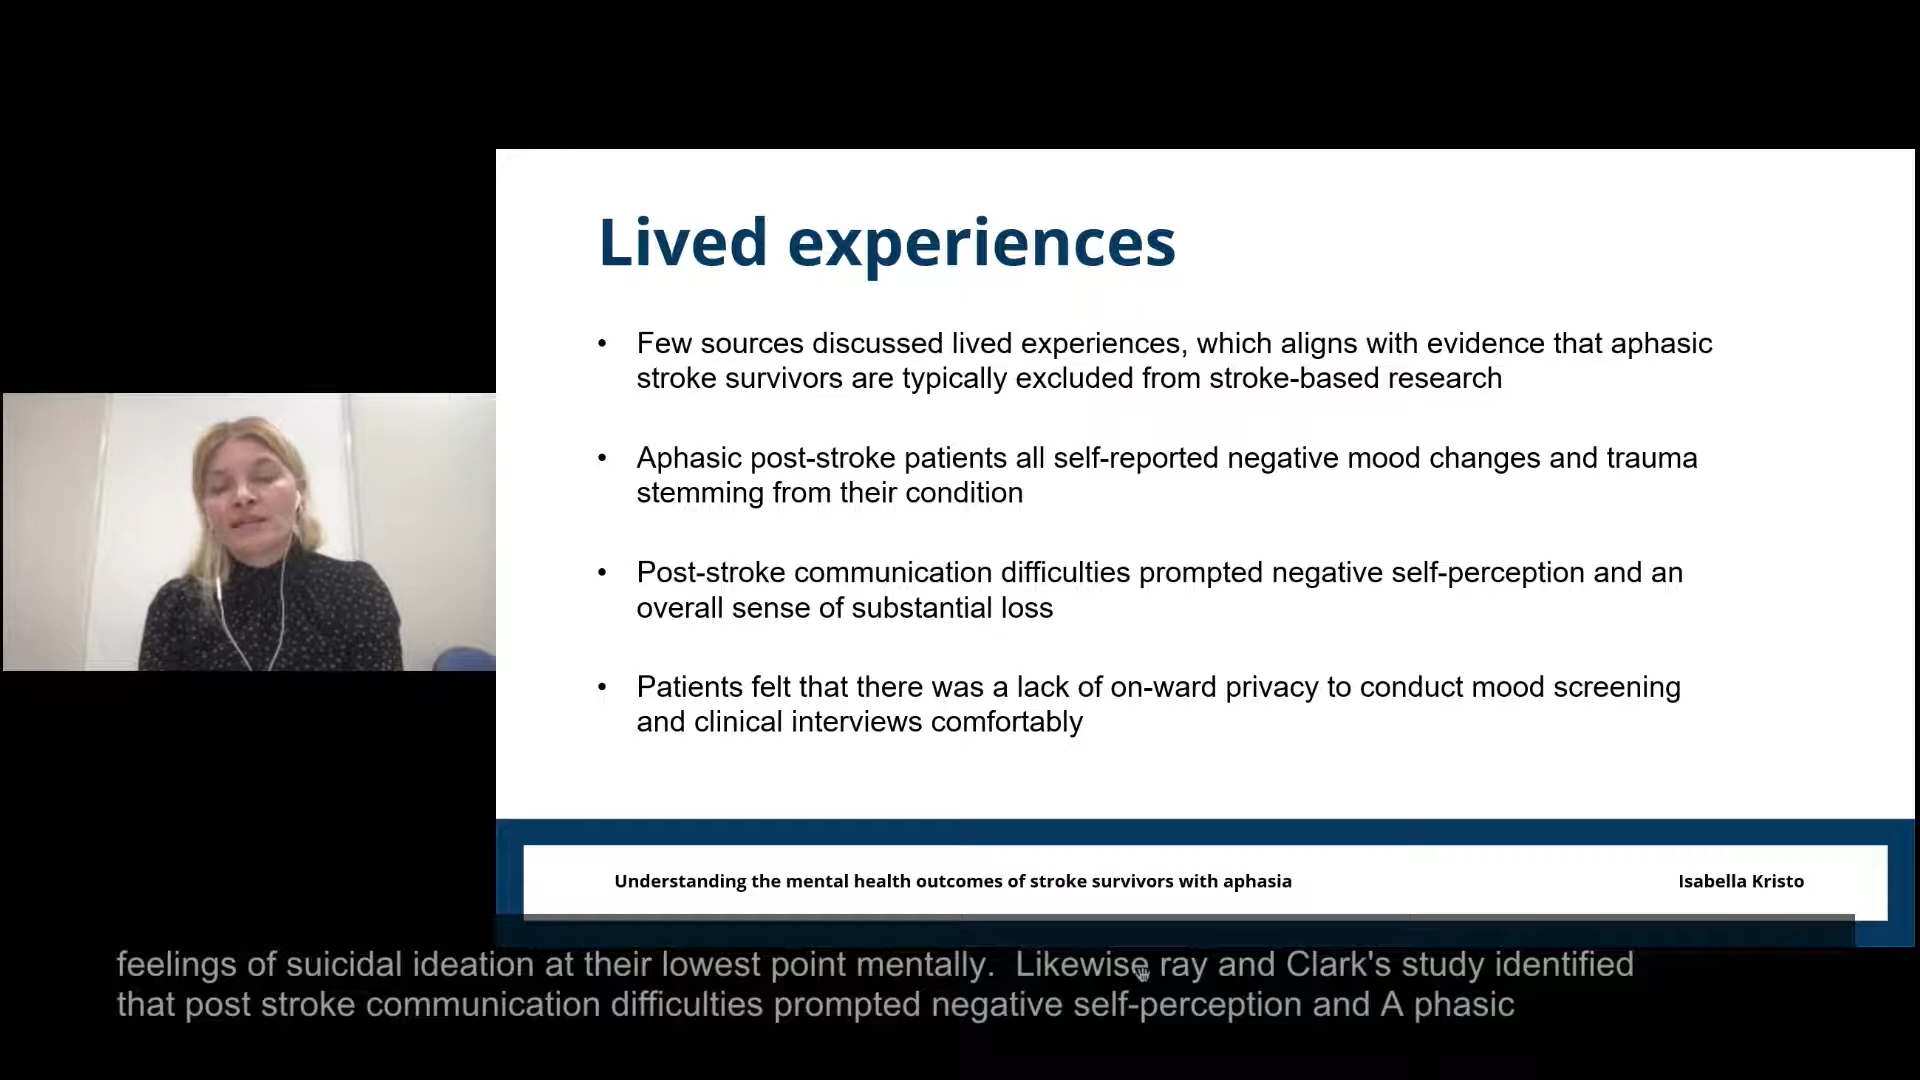 Lived experiences
• Few sources discussed lived experiences, which aligns with evidence that aphasic
stroke survivors are typically excluded from stroke-based research
• Aphasic post-stroke patients all self-reported negative mood changes and trauma
stemming from their condition
• Post-stroke communication difficulties prompted negative self-perception and an
overall sense of substantial loss
• Patients felt that there was a lack of on-ward privacy to conduct mood screening
and clinical interviews comfortably
Understanding the mental health outcomes of stroke survivors with aphasia
Isabella Kristo
feelings of suicidal ideation at their lowest point mentally. Likewise ray and Clark's study identified
that post stroke communication difficulties prompted negative self-perception and A phasic